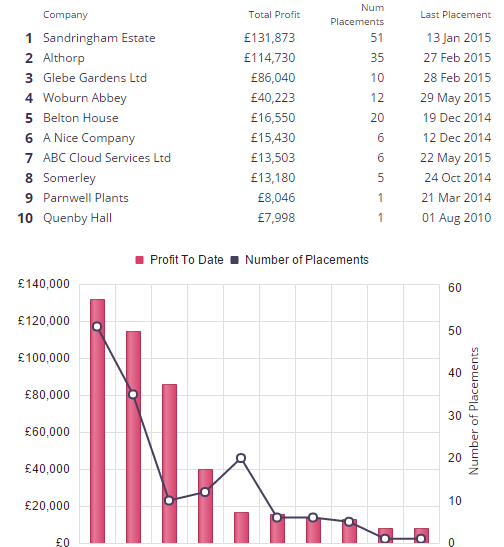 Company Total Profit Num Placements Last Placement
1 Sandringham Estate £131,873 51 13 Jan 2015
2 Althorp £114,730 35 27 Feb 2015
3 Glebe Gardens Ltd £86,040 10 28 Feb 2015
4 Woburn Abbey £40,223 12 29 May 2015
5 Belton House £16,550 20 19 Dec 2014
6 A Nice Company £15,430 6 12 Dec 2014
7 ABC Cloud Services Ltd £13,503 6 22 May 2015
8 Somerley £13,180 5 24 Oct 2014
9 Parnwell Plants £8,046 1 21 Mar 2014
10 Quenby Hall £7,998 1 01 Aug 2010
Profit To Date Number of Placements
£140,000
£120,000
£100,000
£80,000
£60,000
£40,000
£20,000
£0
60
50
40
30
20
10
0
Number of Placements